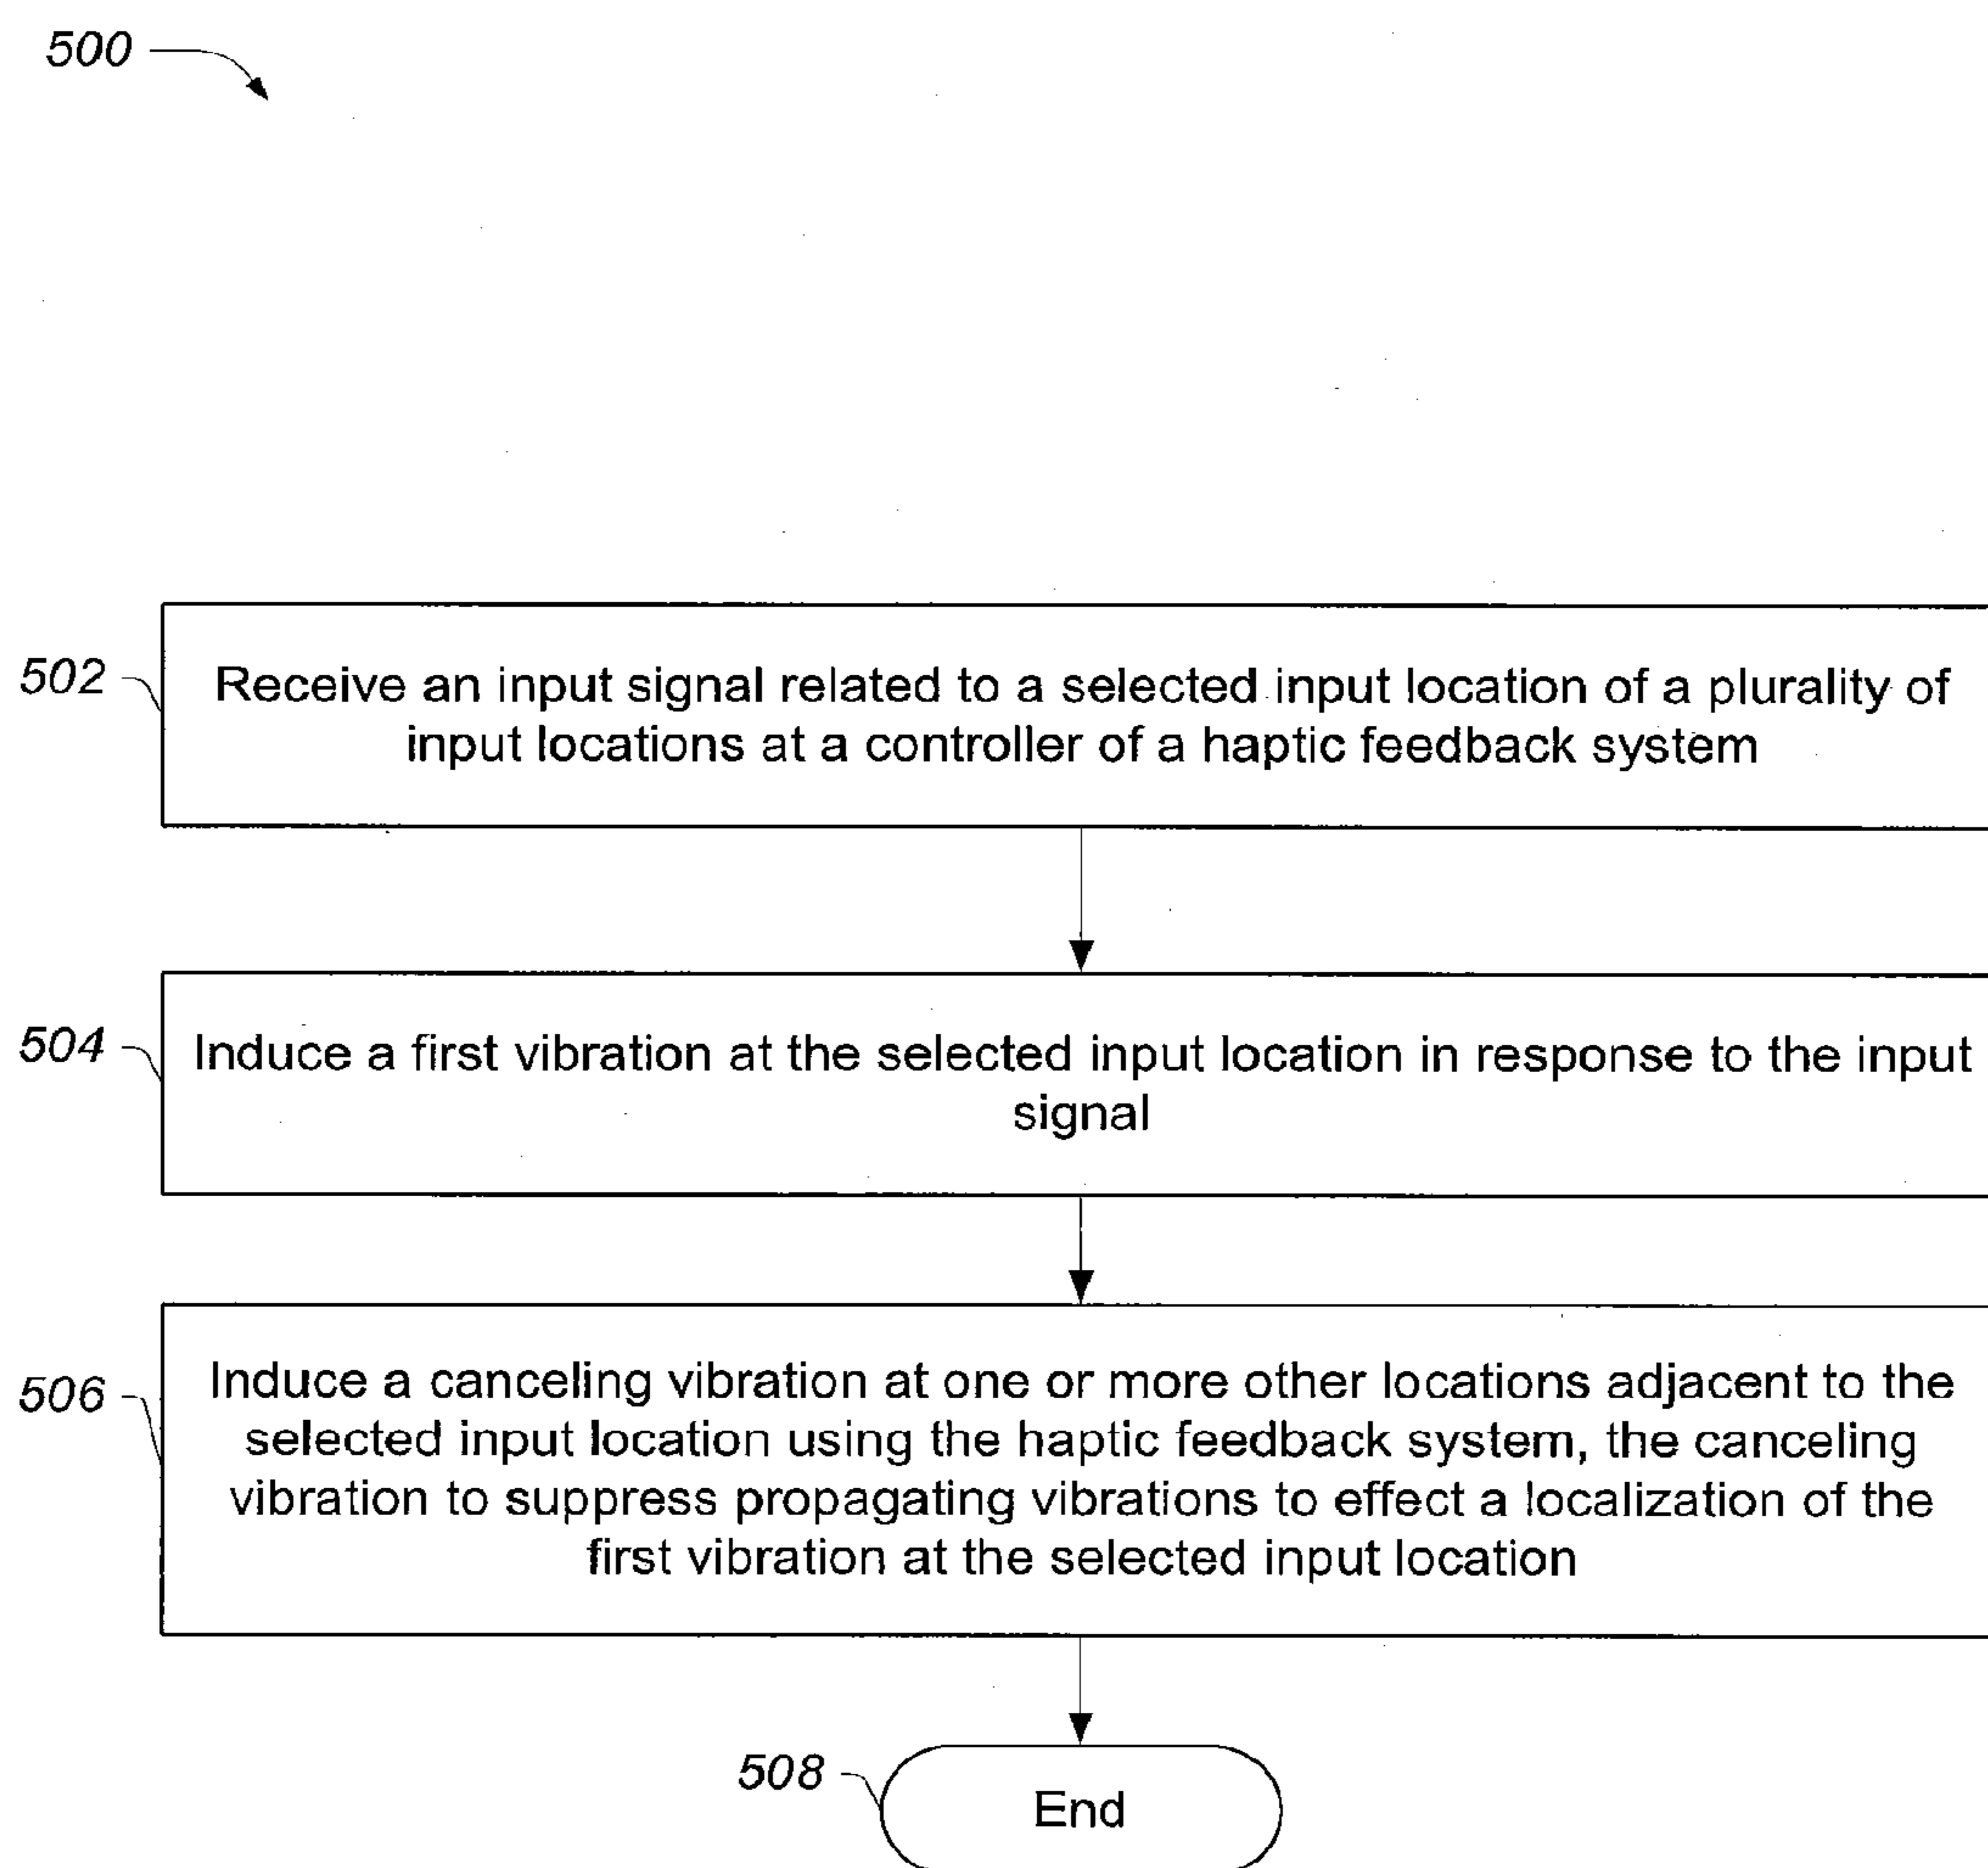 500
502
Receive an input signal related to a selected input location of a plurality of
input locations at a controller of a haptic feedback system
504
Induce a first vibration at the selected input location in response to the input
signal
506
Induce a canceling vibration at one or more other locations adjacent to the
selected input location using the haptic feedback system, the canceling
vibration to suppress propagating vibrations to effect a localization of the
first vibration at the selected input location
508
End